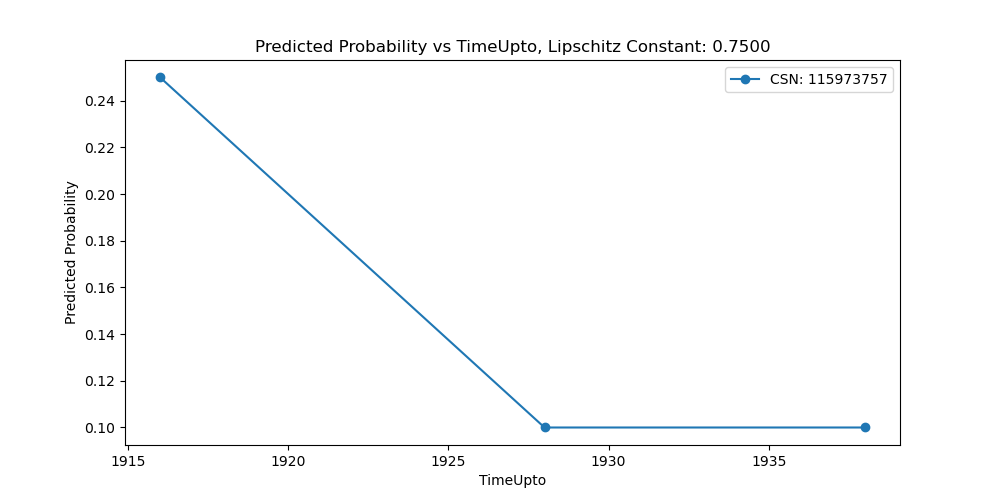 Predicted Probability vs TimeUpto, Lipschitz Constant: 0.7500
CSN: 115973757
0.24
0.22
0.20
0.18
0.16
0.14
0.12
0.10
Predicted Probability
1915 1920 1925 1930 1935
TimeUpto